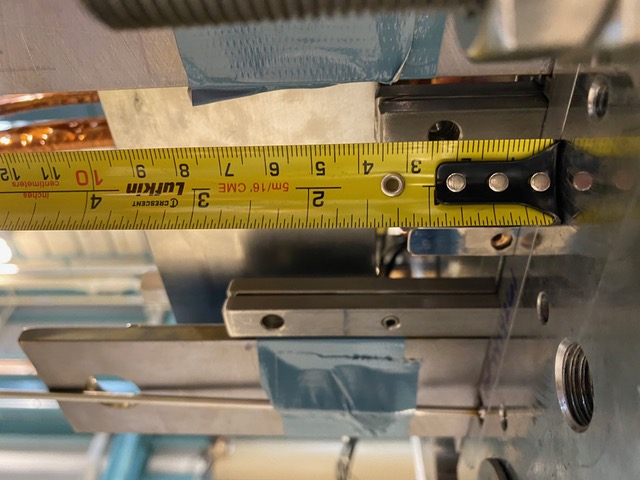 2 3 4 inches
5m/16' CME
CRESCENT
Lufkin
3 4 5 6 7 8 9 10 11 12
centimeters